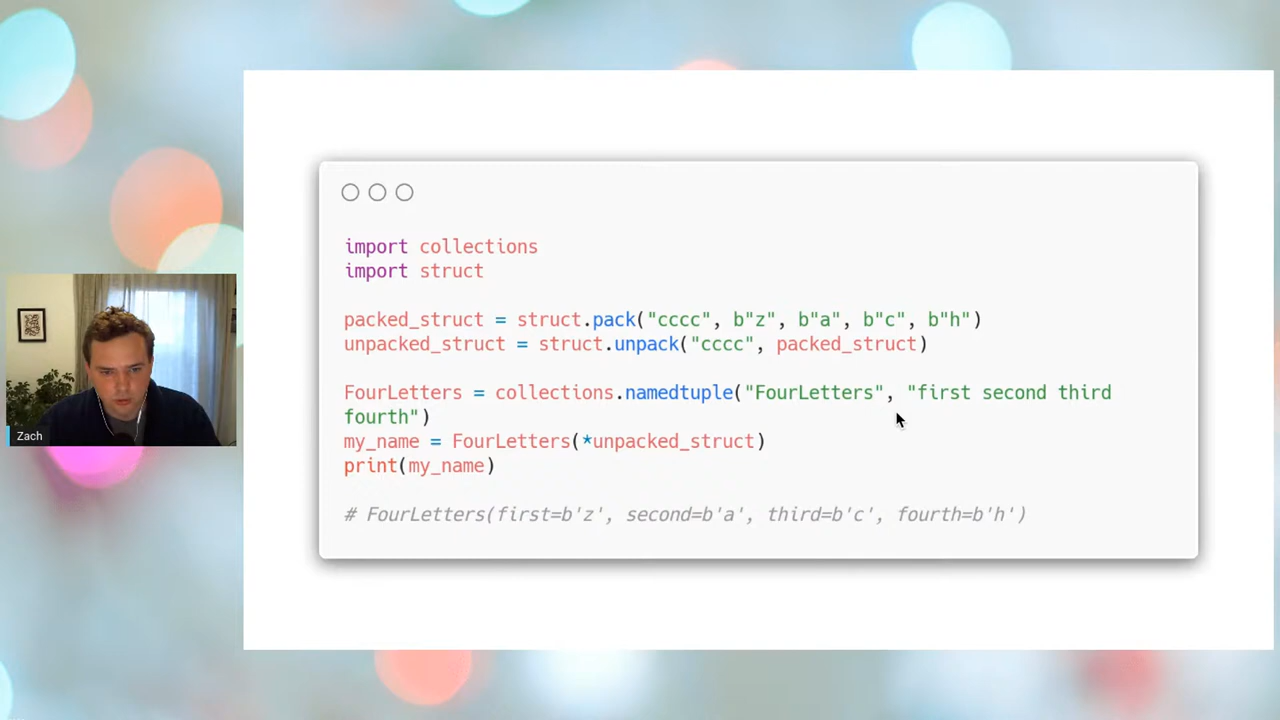 import collections
import struct
packed_struct = struct.pack("cccc", b"z", b"a", b"c", b"h")
unpacked_struct = struct.unpack("cccc", packed_struct)
FourLetters = collections.namedtuple("FourLetters", "first second third
fourth")
my_name = FourLetters(*unpacked_struct)
print(my_name)
# FourLetters(first=b'z', second=b'a', third=b'c', fourth=b'h')
Zach